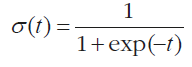 σ(t) = 1 / (1 + exp(−t))